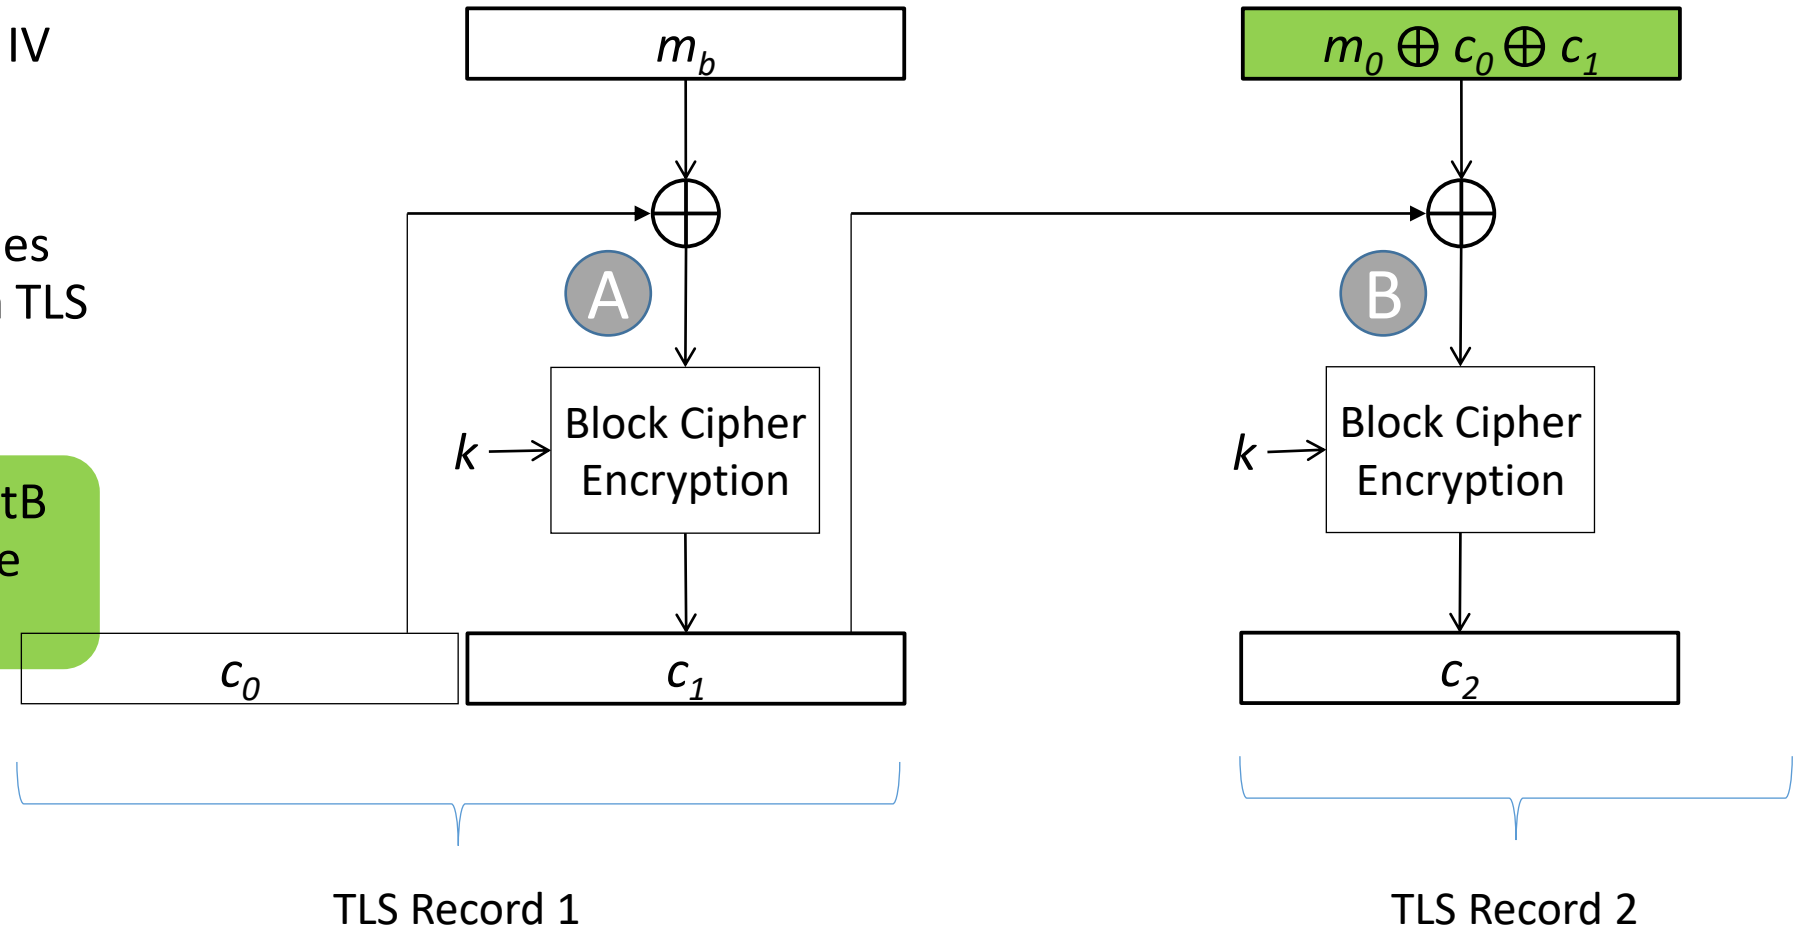 IV
es
TLS
tB
e
m_b
m_0 ⊕ c_0 ⊕ c_1
A
B
k
Block Cipher
Encryption
k
Block Cipher
Encryption
c_0
c_1
c_2
TLS Record 1
TLS Record 2